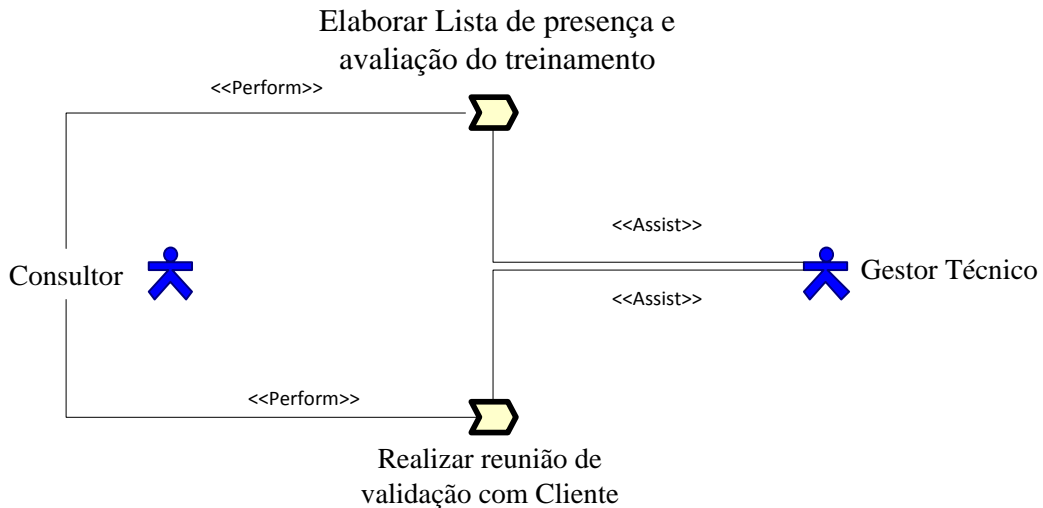 Elaborar Lista de presença e
avaliação do treinamento
<<Perform>>
<<Assist>>
Consultor
Gestor Técnico
<<Assist>>
<<Perform>>
Realizar reunião de
validação com Cliente